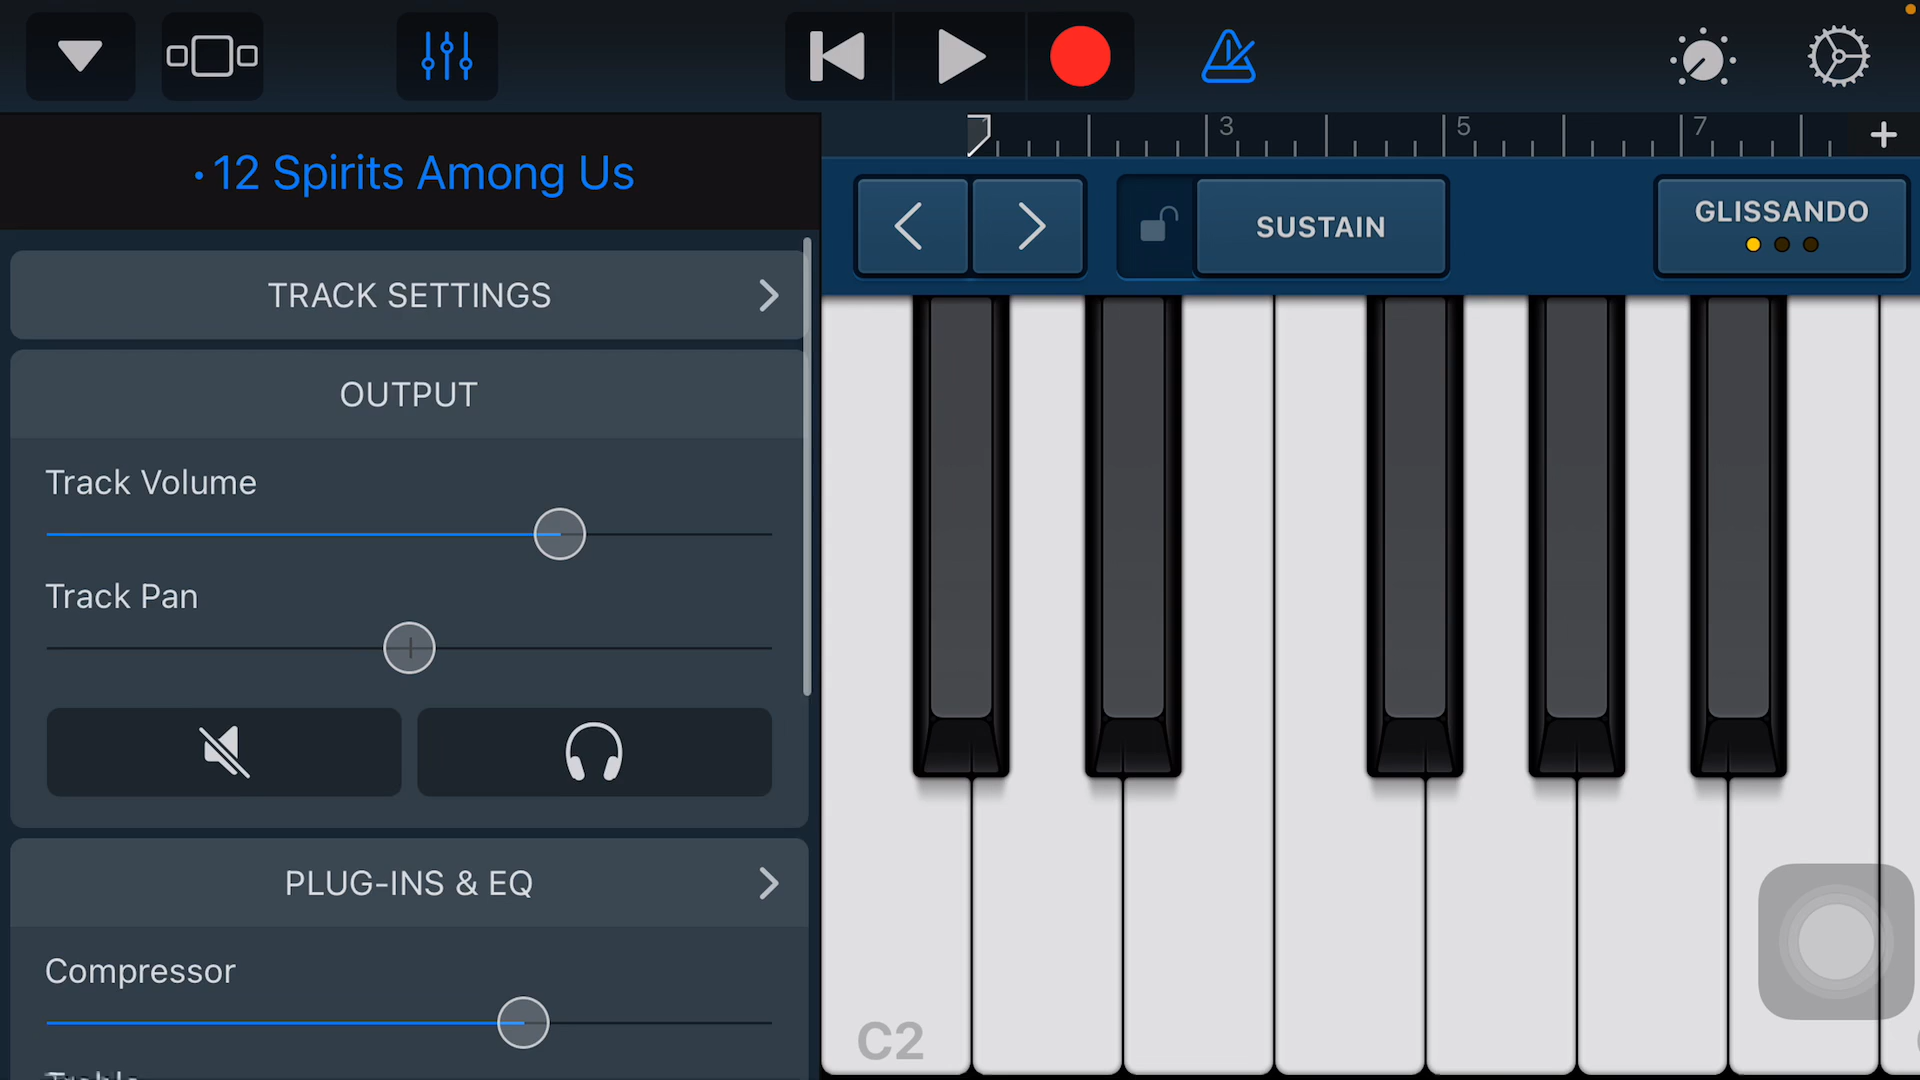 3
5
7
· 12 Spirits Among Us
SUSTAIN
GLISSANDO
TRACK SETTINGS
OUTPUT
Track Volume
Track Pan
PLUG-INS & EQ
Compressor
C2